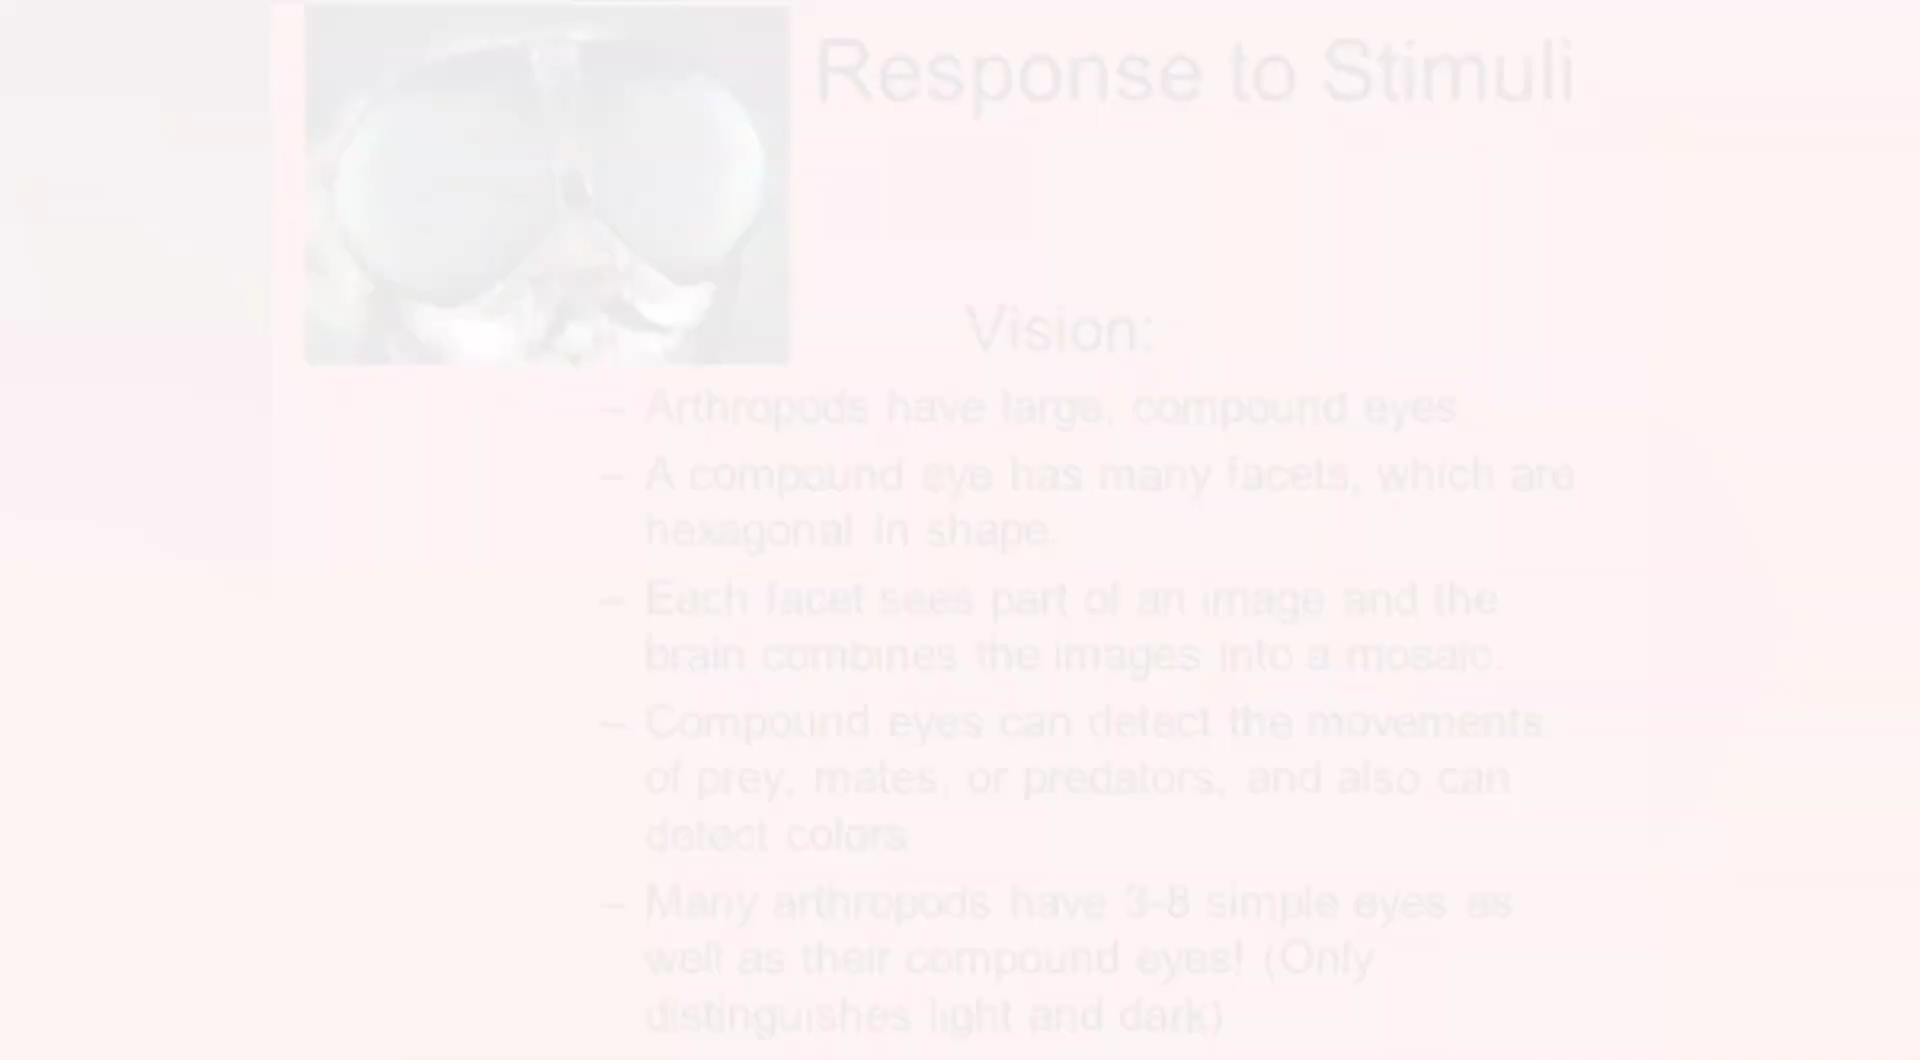 Response to Stimuli
Vision:
– Arthropods have large, compound eyes
– A compound eye has many facets, which are
hexagonal in shape.
– Each facet sees part of an image and the
brain combines the images into a mosaic.
– Compound eyes can detect the movements
of prey, mates, or predators, and also can
detect colors
– Many arthropods have 3-8 simple eyes as
well as their compound eyes! (Only
distinguishes light and dark)